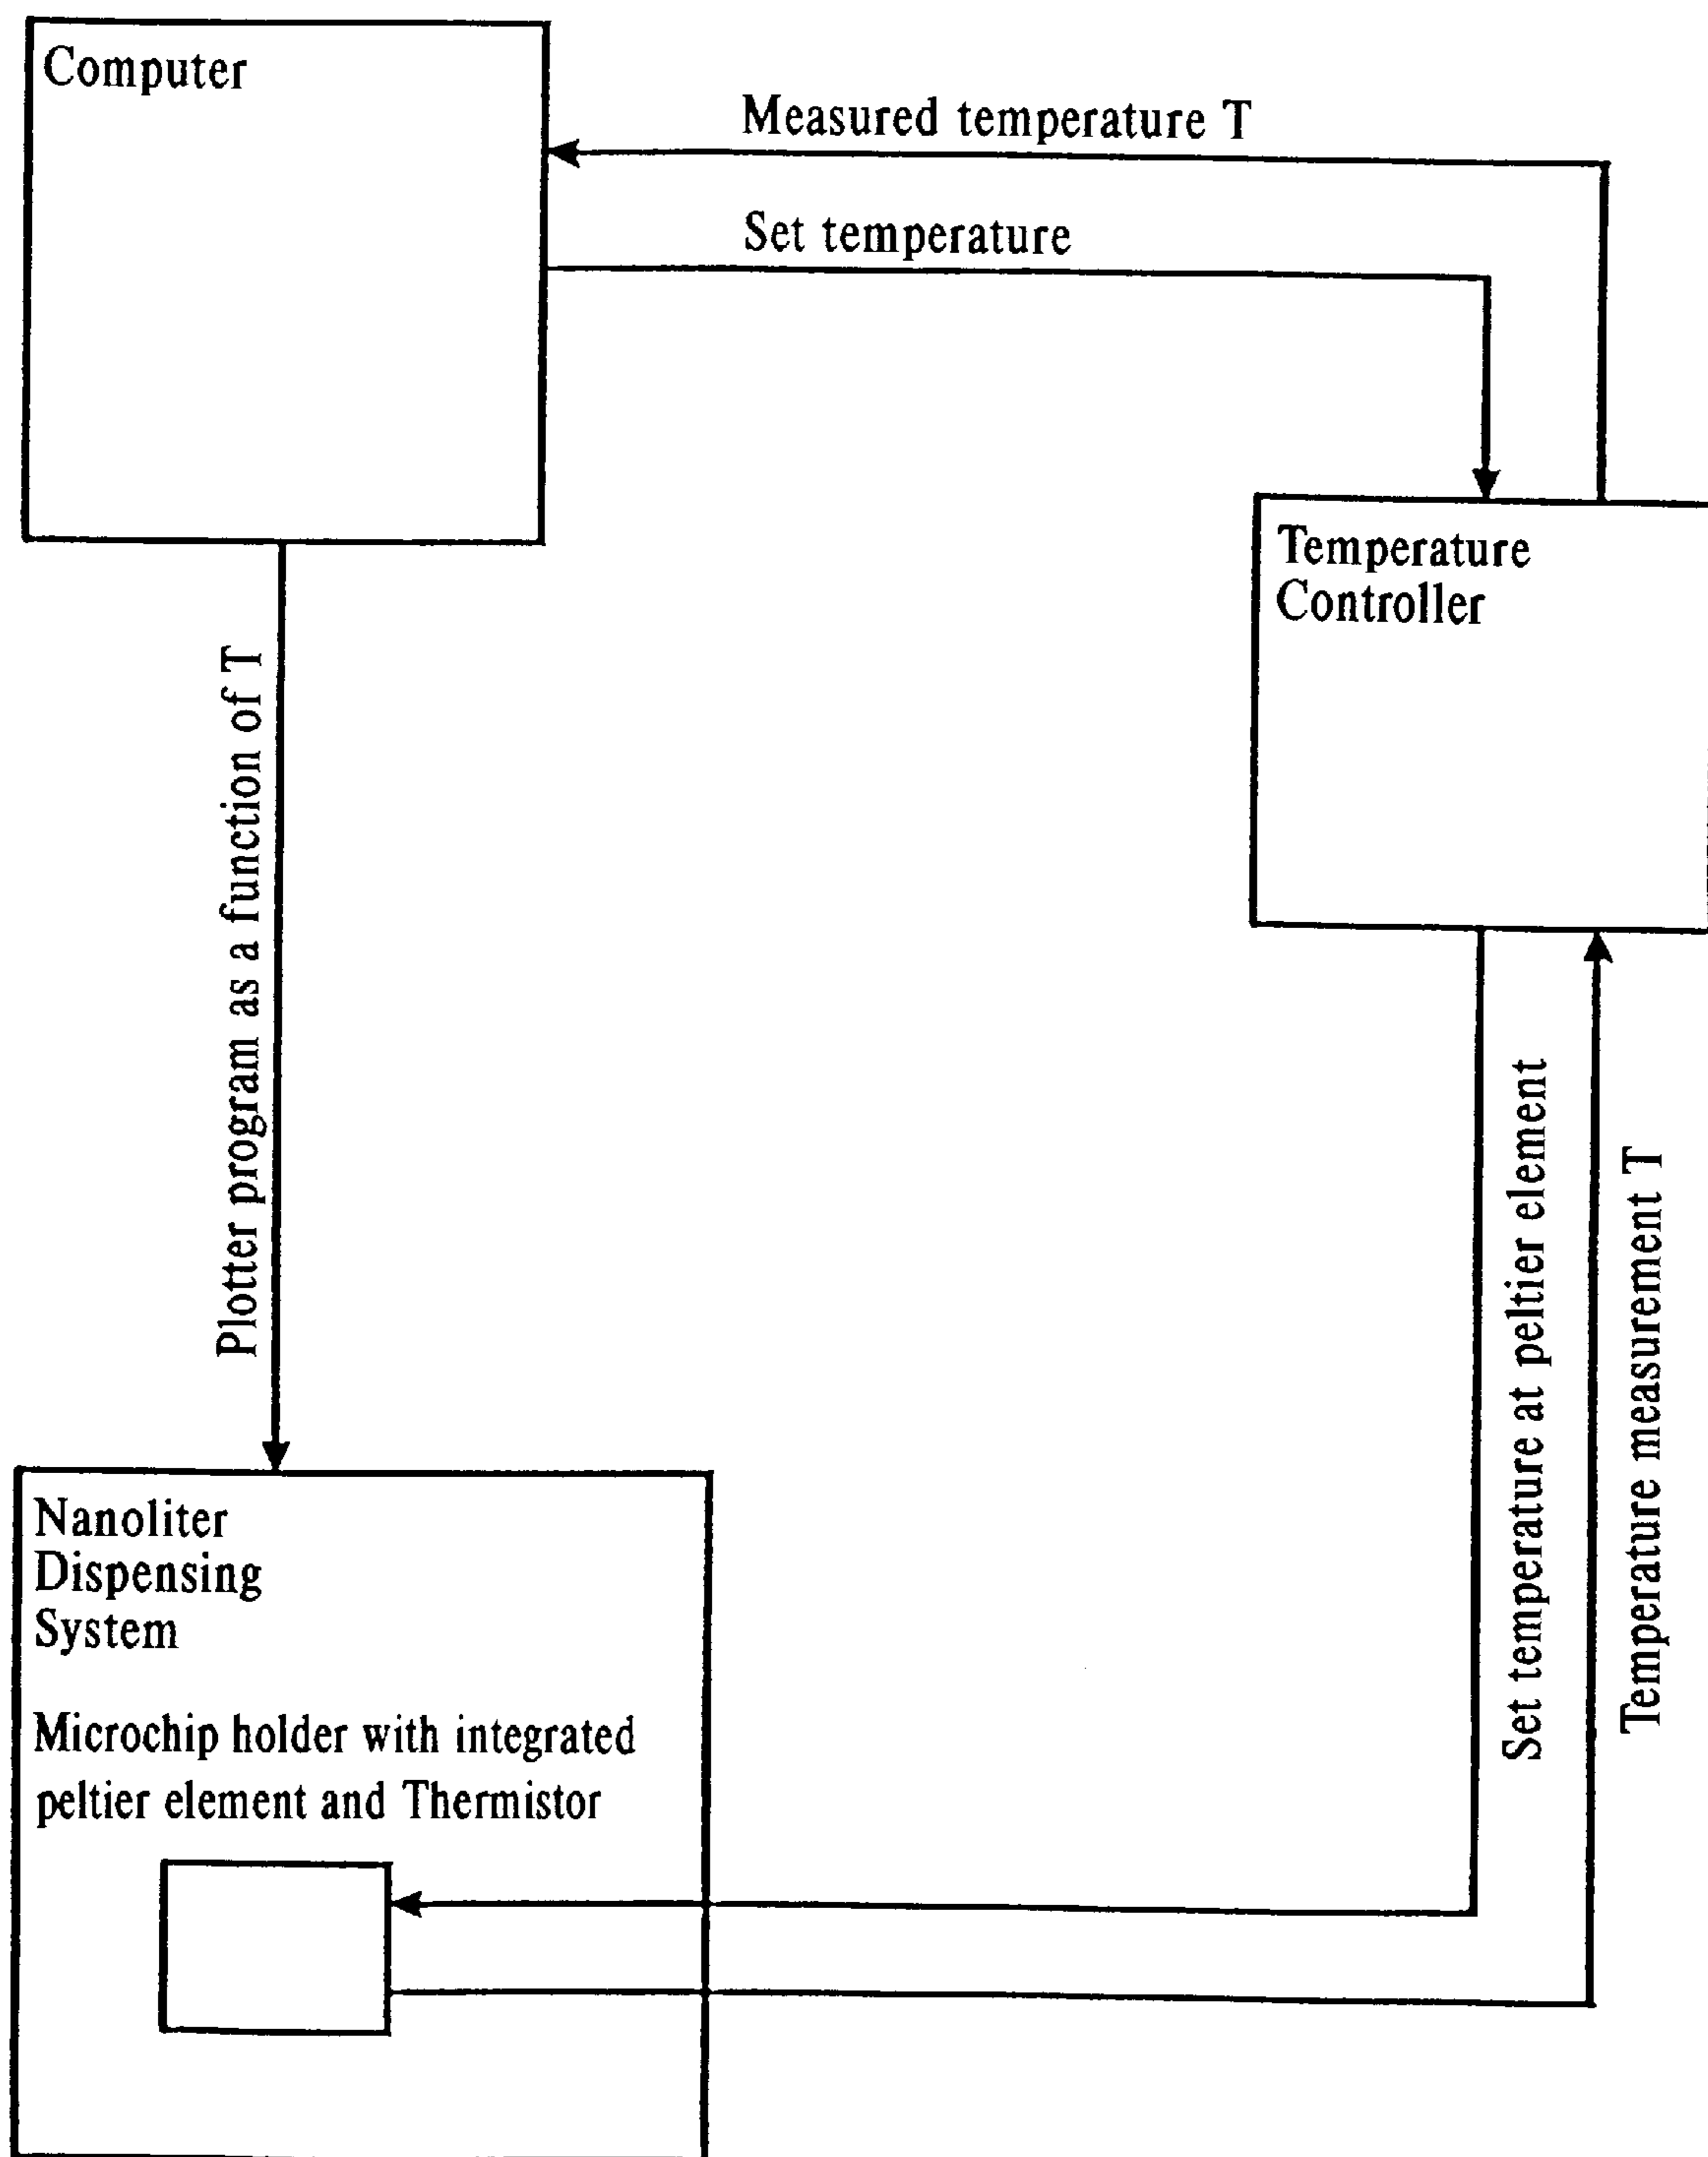 Computer
Measured temperature T
Set temperature
Temperature
Controller
Plotter program as a function of T
Set temperature at peltier element
Temperature measurement T
Nanoliter
Dispensing
System
Microchip holder with integrated
peltier element and Thermistor